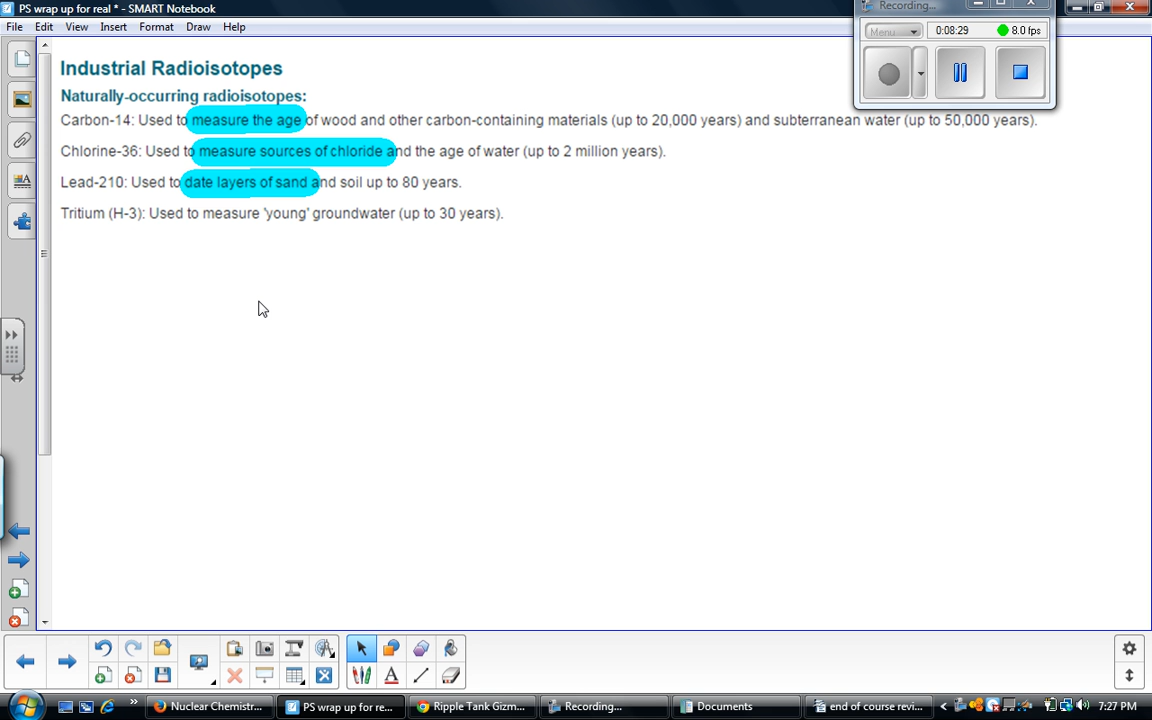 PS wrap up for real * - SMART Notebook
Recording...
File Edit View Insert Format Draw Help
Menu 0:08:29 8.0 fps
Industrial Radioisotopes
Naturally-occurring radioisotopes:
Carbon-14: Used to measure the age of wood and other carbon-containing materials (up to 20,000 years) and subterranean water (up to 50,000 years).
Chlorine-36: Used to measure sources of chloride and the age of water (up to 2 million years).
Lead-210: Used to date layers of sand and soil up to 80 years.
Tritium (H-3): Used to measure 'young' groundwater (up to 30 years).
Nuclear Chemistr... PS wrap up for re... Ripple Tank Gizm... Recording... Documents end of course revi... 7:27 PM